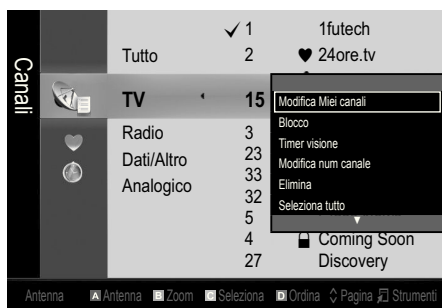 Canali
1 1futech
Tutto 2 24ore.tv
TV 15
Radio 3
Dati/Altro 23
Analogico 33
32
5
4 Coming Soon
27 Discovery
Modifica Miei canali
Blocco
Timer visione
Modifica num canale
Elimina
Seleziona tutto
Antenna A Antenna B Zoom C Seleziona D Ordina Pagina Strumenti